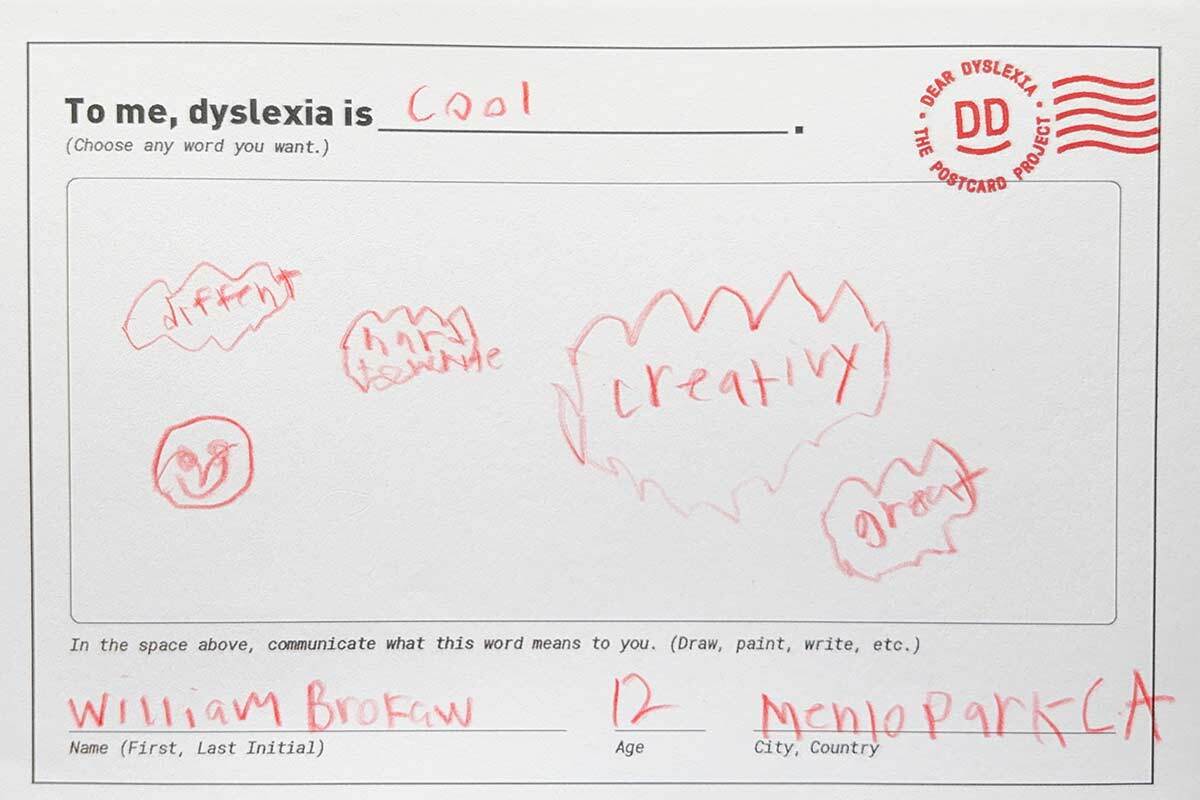 To me, dyslexia is cool.
(Choose any word you want.)
DEAR DYSLEXIA • THE POSTCARD PROJECT •
DD
diffent
hard
to write
creativy
great
In the space above, communicate what this word means to you. (Draw, paint, write, etc.)
William Brokaw 12 Menlo Park CA
Name (First, Last Initial) Age City, Country